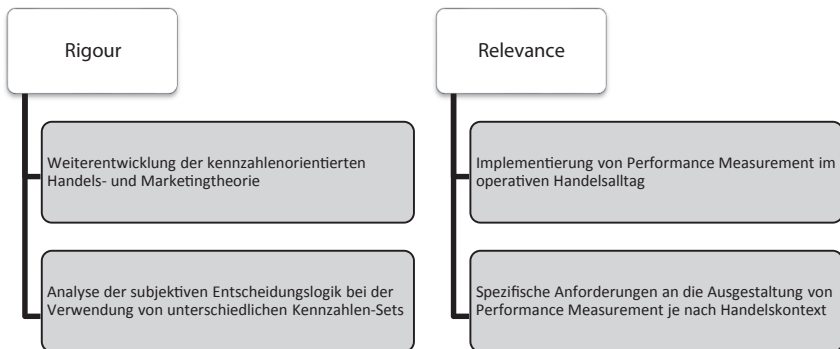 Rigour
Weiterentwicklung der kennzahlenorientierten
Handels- und Marketingtheorie
Analyse der subjektiven Entscheidungslogik bei der
Verwendung von unterschiedlichen Kennzahlen-Sets
Relevance
Implementierung von Performance Measurement im
operativen Handelsalltag
Spezifische Anforderungen an die Ausgestaltung von
Performance Measurement je nach Handelskontext